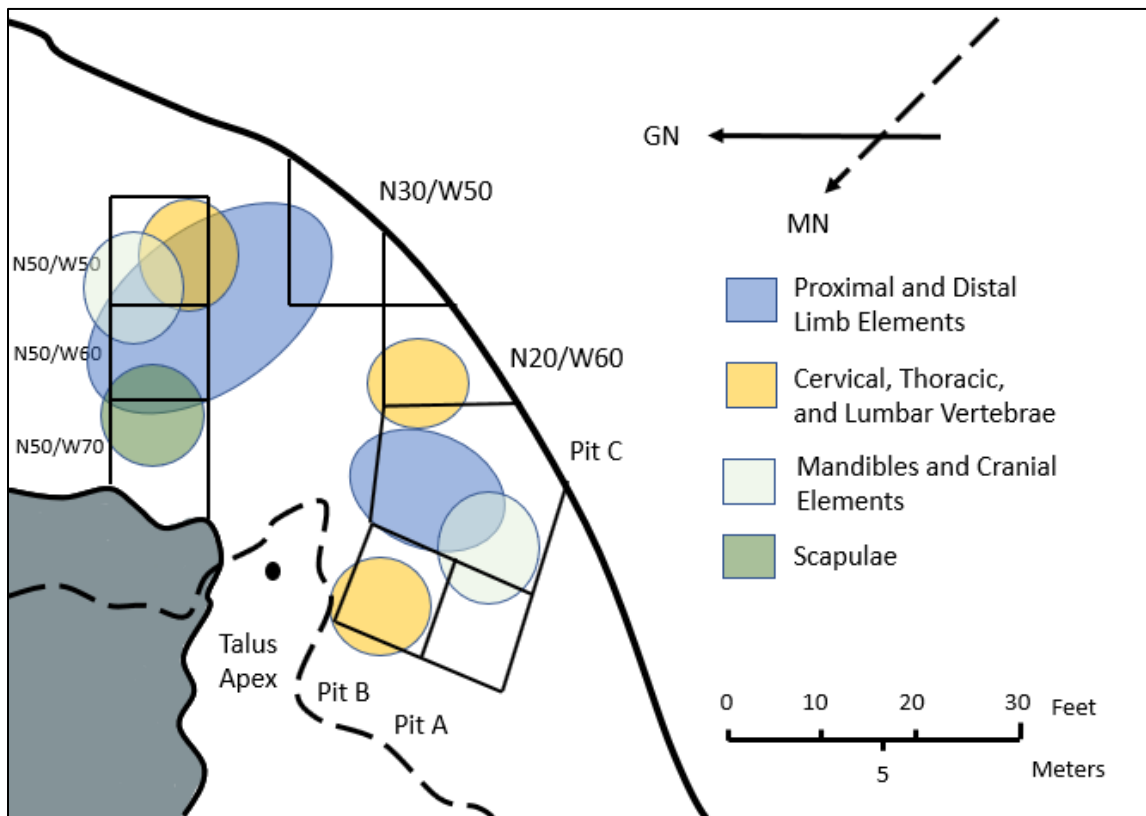 GN
MN
N30/W50
N50/W50
N50/W60
N20/W60
N50/W70
Pit C
Talus
Apex
Pit B
Pit A
Proximal and Distal
Limb Elements
Cervical, Thoracic,
and Lumbar Vertebrae
Mandibles and Cranial
Elements
Scapulae
0 10 20 30 Feet
5 Meters